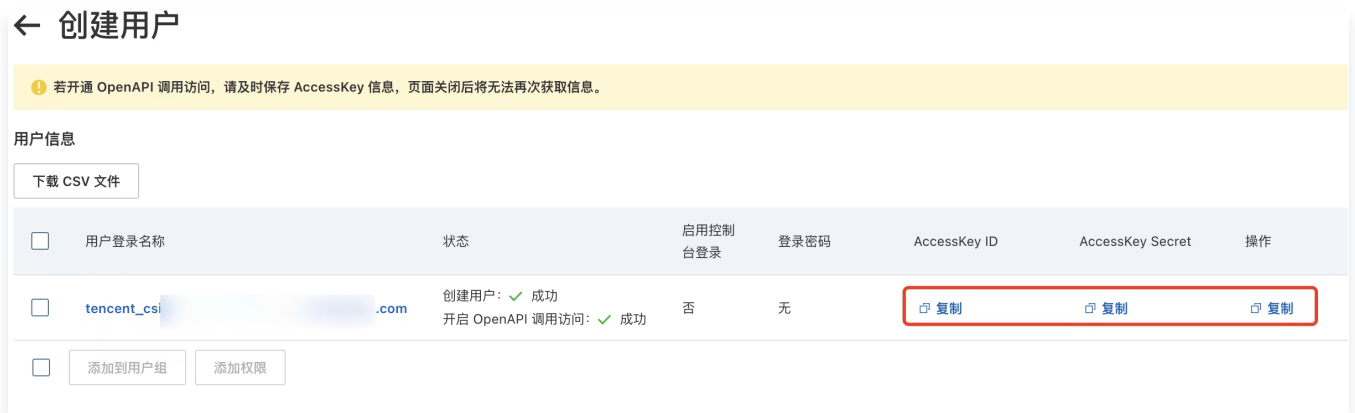 创建用户
若开通 OpenAPI 调用访问，请及时保存 AccessKey 信息，页面关闭后将无法再次获取信息。
用户信息
下载 CSV 文件
用户登录名称 状态 启用控制台登录 登录密码 AccessKey ID AccessKey Secret 操作
tencent_csi .com 创建用户： 成功 否 无 复制 复制 复制
开启 OpenAPI 调用访问： 成功
添加到用户组 添加权限